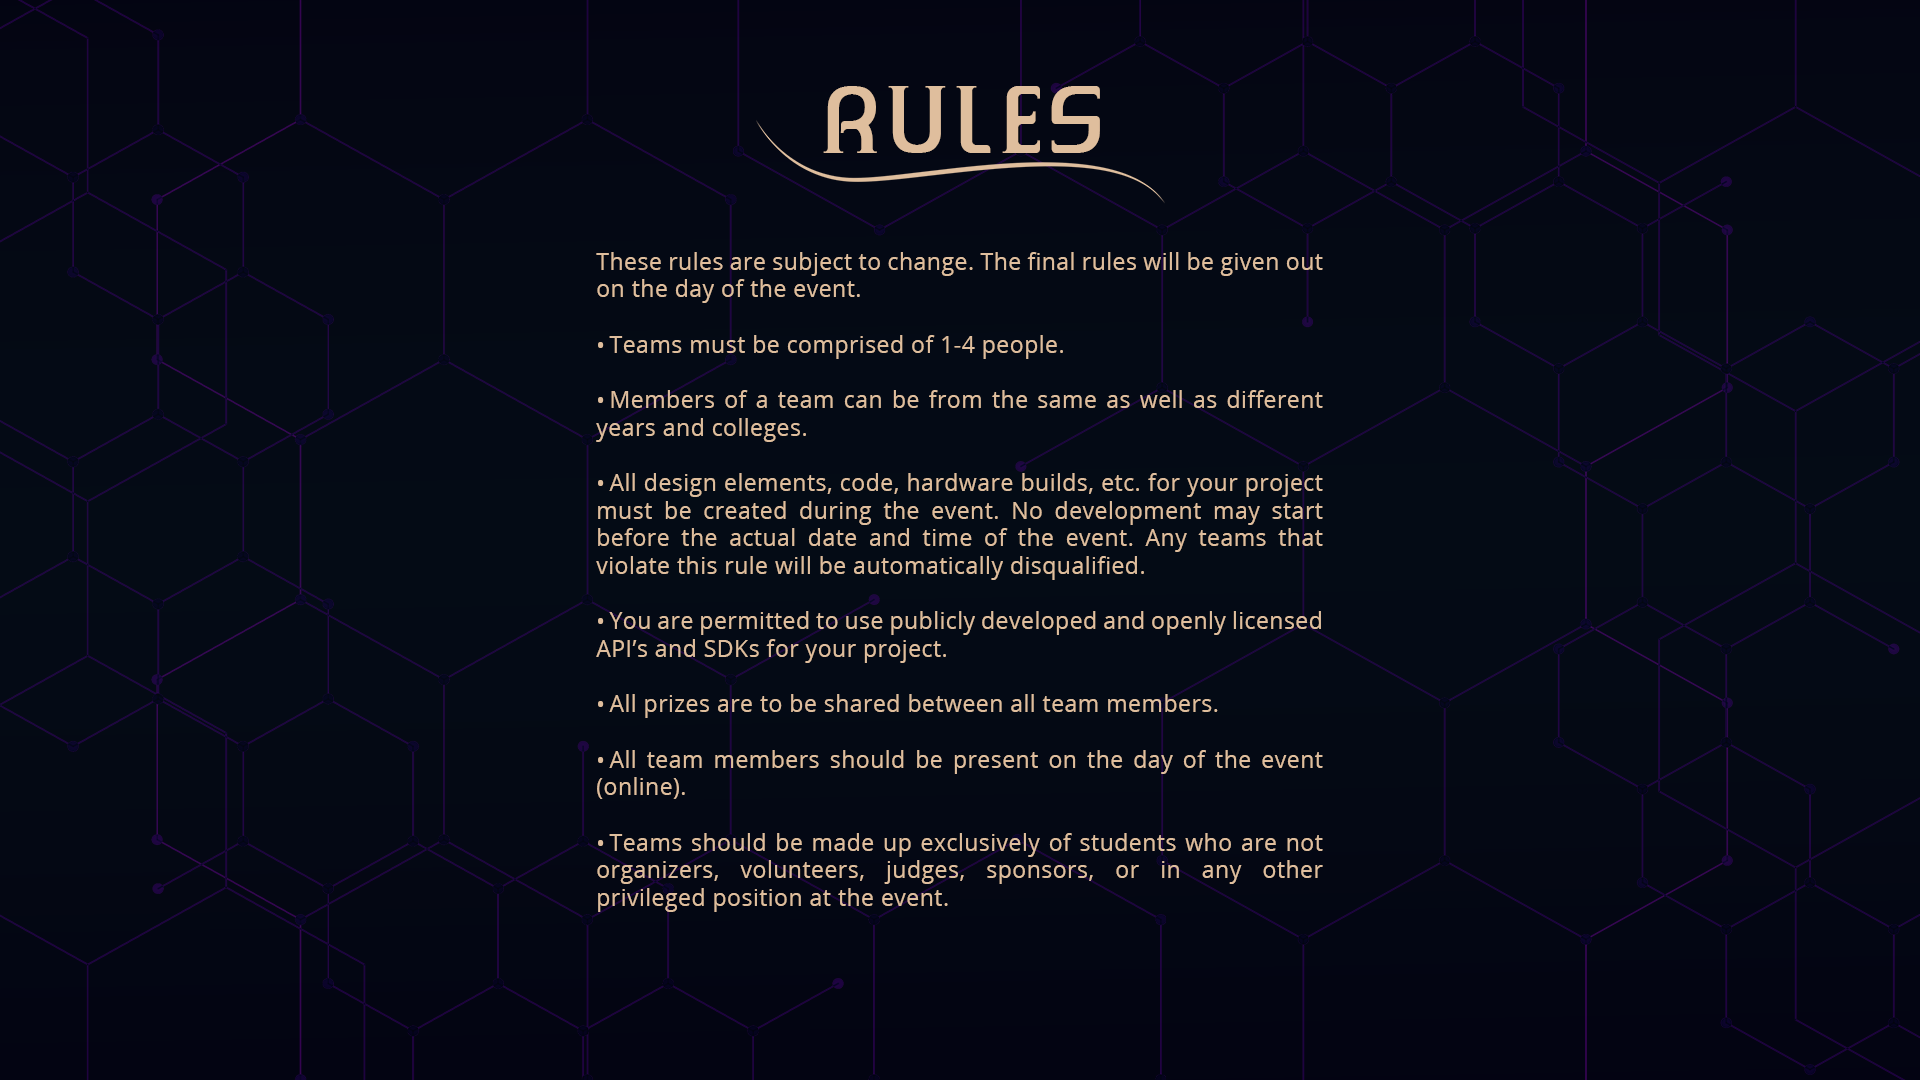 RULES
These rules are subject to change. The final rules will be given out
on the day of the event.
• Teams must be comprised of 1-4 people.
• Members of a team can be from the same as well as different
years and colleges.
• All design elements, code, hardware builds, etc. for your project
must be created during the event. No development may start
before the actual date and time of the event. Any teams that
violate this rule will be automatically disqualified.
• You are permitted to use publicly developed and openly licensed
API’s and SDKs for your project.
• All prizes are to be shared between all team members.
• All team members should be present on the day of the event
(online).
• Teams should be made up exclusively of students who are not
organizers, volunteers, judges, sponsors, or in any other
privileged position at the event.